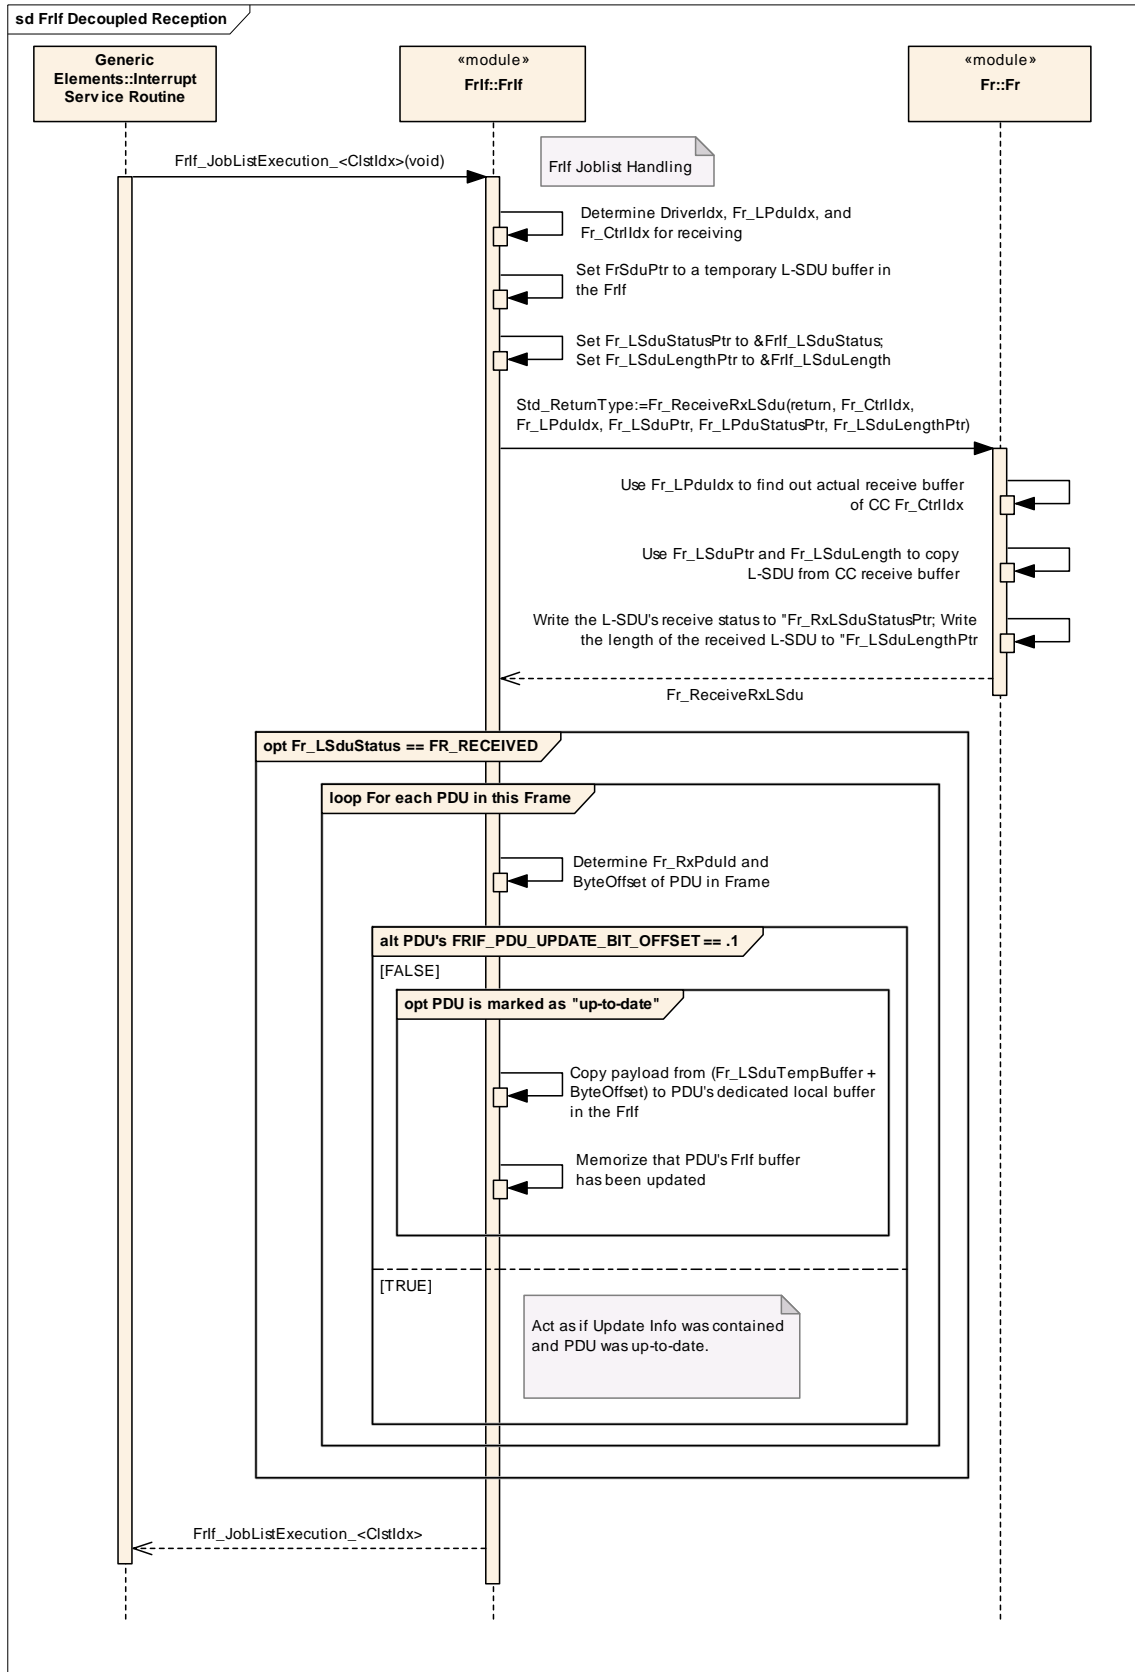 sd FrIf Decoupled Reception
Generic
Elements::Interrupt
Service Routine
«module»
FrIf::FrIf
«module»
Fr::Fr
FrIf_JobListExecution_<ClstIdx>(void)
FrIf Joblist Handling
Determine DriverIdx, Fr_LPduIdx, and
Fr_CtrlIdx for receiving
Set FrSduPtr to a temporary L-SDU buffer in
the FrIf
Set Fr_LSduStatusPtr to &FrIf_LSduStatus;
Set Fr_LSduLengthPtr to &FrIf_LSduLength
Std_ReturnType:=Fr_ReceiveRxLSdu(return, Fr_CtrlIdx,
Fr_LPduIdx, Fr_LSduPtr, Fr_LPduStatusPtr, Fr_LSduLengthPtr)
Use Fr_LPduIdx to find out actual receive buffer
of CC Fr_CtrlIdx
Use Fr_LSduPtr and Fr_LSduLength to copy
L-SDU from CC receive buffer
Write the L-SDU's receive status to "Fr_RxLSduStatusPtr; Write
the length of the received L-SDU to "Fr_LSduLengthPtr
Fr_ReceiveRxLSdu
opt Fr_LSduStatus == FR_RECEIVED
loop For each PDU in this Frame
Determine Fr_RxPduId and
ByteOffset of PDU in Frame
alt PDU's FRIF_PDU_UPDATE_BIT_OFFSET == .1
[FALSE]
opt PDU is marked as "up-to-date"
Copy payload from (Fr_LSduTempBuffer +
ByteOffset) to PDU's dedicated local buffer
in the FrIf
Memorize that PDU's FrIf buffer
has been updated
[TRUE]
Act as if Update Info was contained
and PDU was up-to-date.
FrIf_JobListExecution_<ClstIdx>